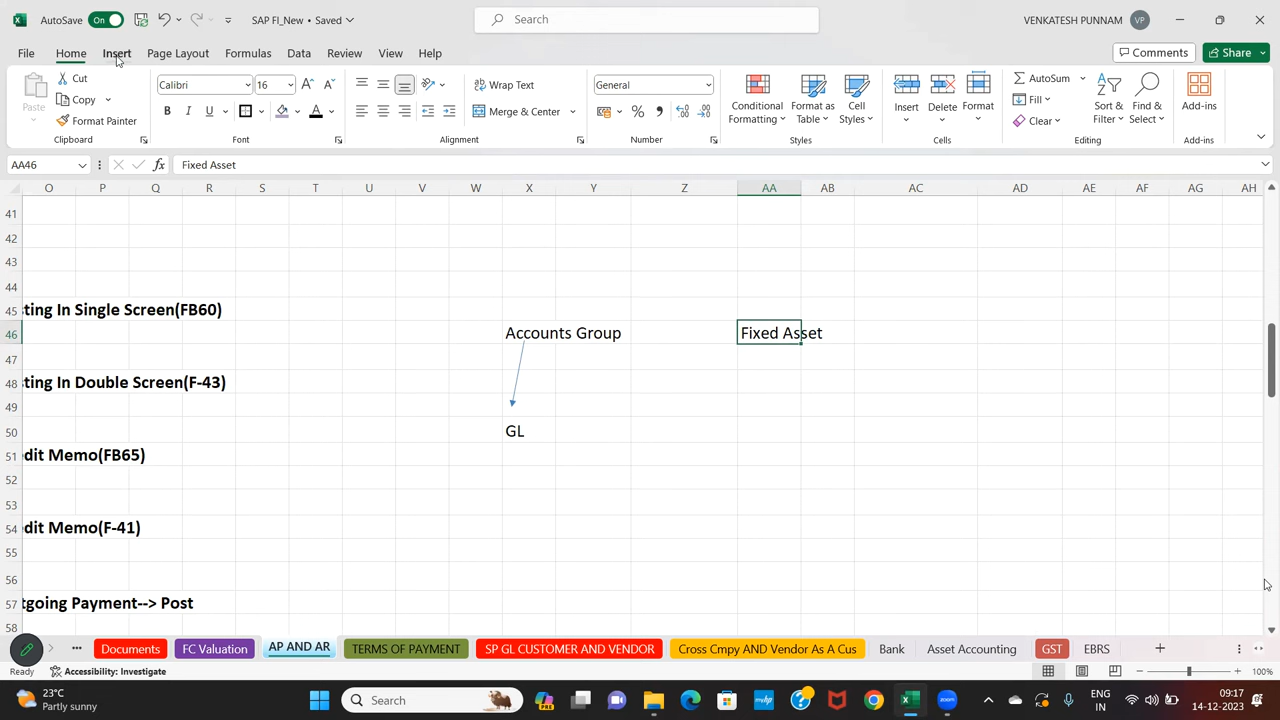 AutoSave On SAP FI_New • Saved Search VENKATESH PUNNAM VP
File Home Insert Page Layout Formulas Data Review View Help Comments Share
Paste Cut Copy Format Painter Clipboard
Calibri 16 B I U Font
Wrap Text Merge & Center Alignment
General % Number
Conditional Formatting Format as Table Cell Styles Styles
Insert Delete Format Cells
AutoSum Fill Clear Sort & Filter Find & Select Editing
Add-ins Add-ins
AA46 fx Fixed Asset
O P Q R S T U V W X Y Z AA AB AC AD AE AF AG AH
41
42
43
44
45 sting In Single Screen(FB60)
46 Accounts Group Fixed Asset
47
48 sting In Double Screen(F-43)
49
50 GL
51 edit Memo(FB65)
52
53
54 edit Memo(F-41)
55
56
57 tgoing Payment--> Post
58
Documents FC Valuation AP AND AR TERMS OF PAYMENT SP GL CUSTOMER AND VENDOR Cross Cmpy AND Vendor As A Cus Bank Asset Accounting GST EBRS
Ready Accessibility: Investigate 100%
23°C Partly sunny Search ENG IN 09:17 14-12-2023